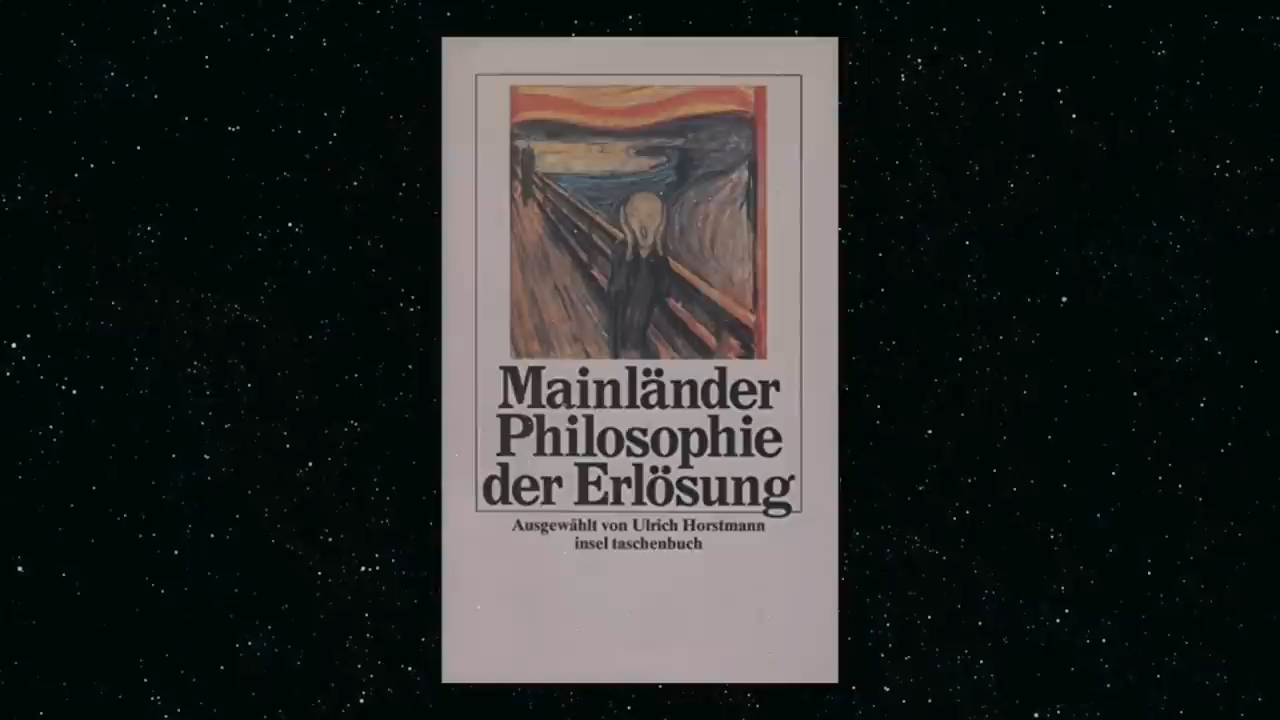 Mainländer
Philosophie
der Erlösung
Ausgewählt von Ulrich Horstmann
insel taschenbuch